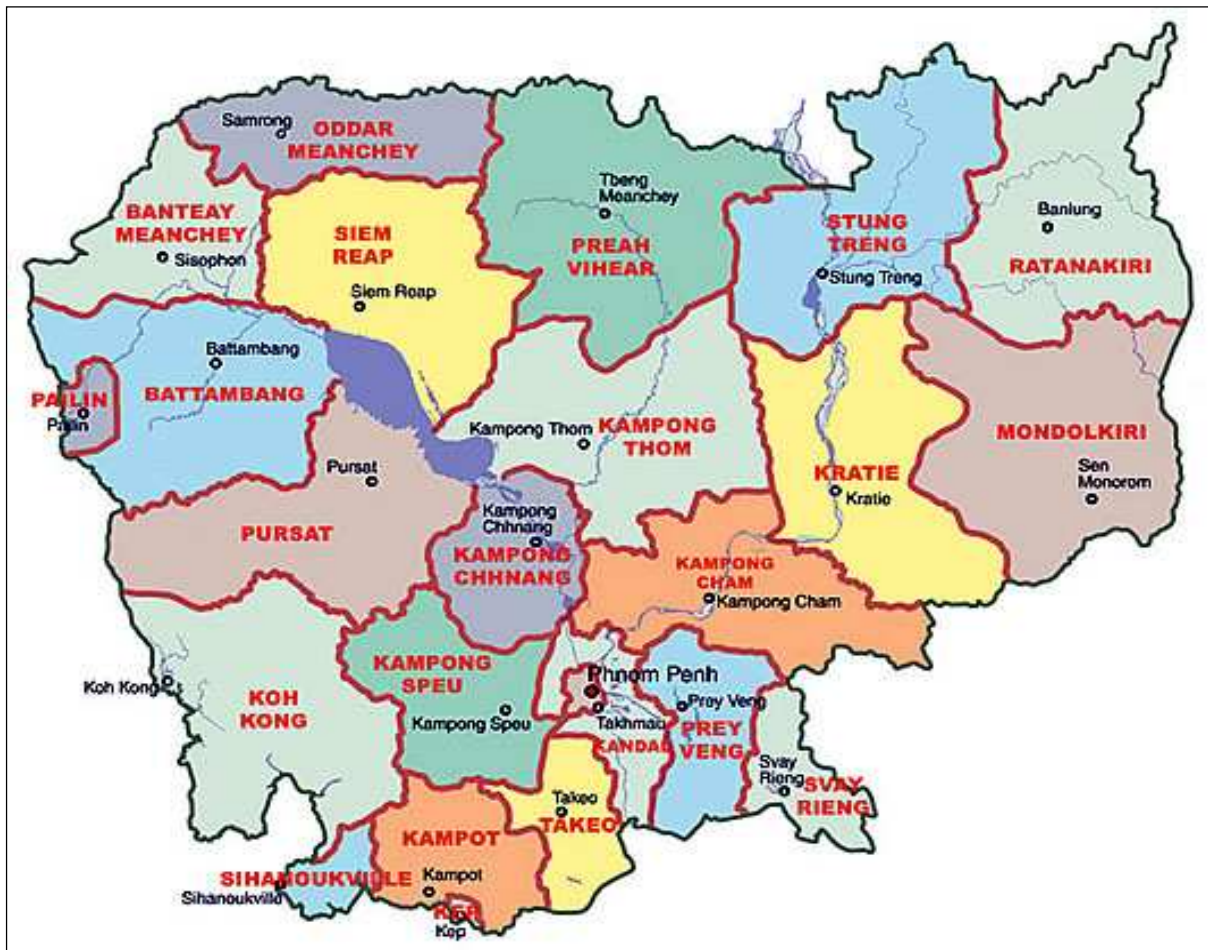 Samrong
ODDAR
MEANCHEY
Tbeng
Meanchey
BANTEAY
MEANCHEY
Sisophon
SIEM
REAP
Siem Reap
PREAH
VIHEAR
STUNG
TRENG
Stung Treng
Banlung
RATANAKIRI
Battambang
BATTAMBANG
PAILIN
Pailin
Kampong Thom
KAMPONG
THOM
MONDOLKIRI
Sen
Monorom
KRATIE
Kratie
Pursat
PURSAT
Kampong
Chhnang
KAMPONG
CHHNANG
KAMPONG
CHAM
Kampong Cham
Koh Kong
KOH
KONG
KAMPONG
SPEU
Kampong Speu
Phnom Penh
Takhmau
KANDAL
Prey Veng
PREY
VENG
Svay
Rieng
SVAY
RIENG
Takeo
TAKEO
KAMPOT
Kampot
SIHANOUKVILLE
Sihanoukville
KEP
Kep